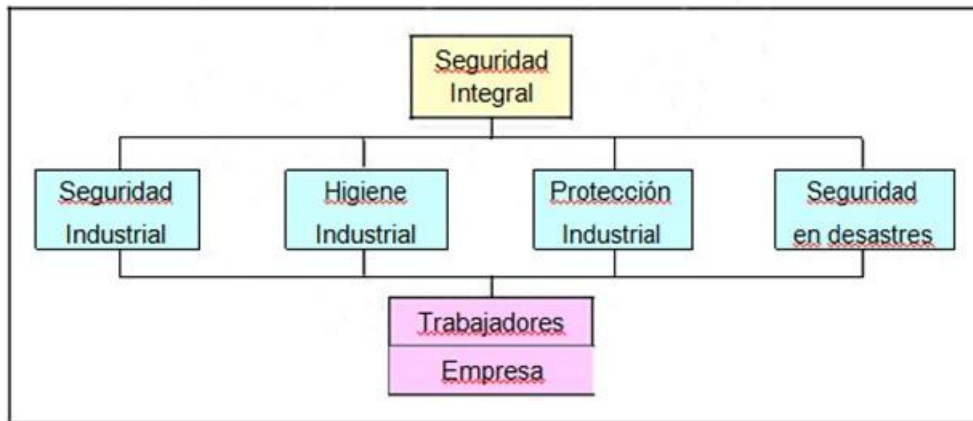 Seguridad
Integral
Seguridad
Industrial
Higiene
Industrial
Protección
Industrial
Seguridad
en desastres
Trabajadores
Empresa